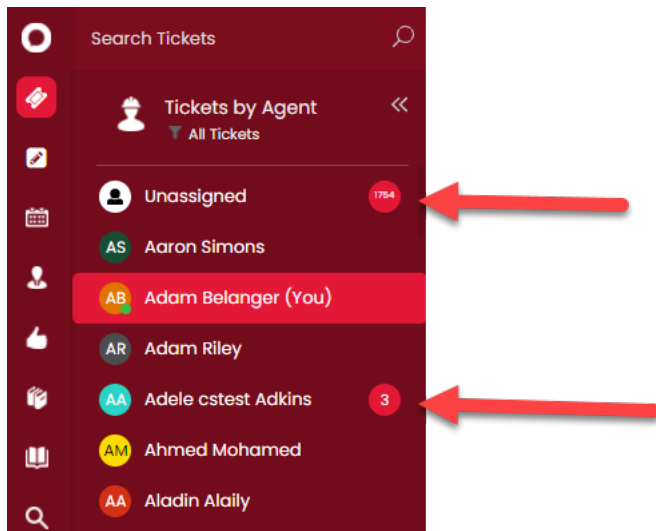 Search Tickets
Tickets by Agent
All Tickets
Unassigned 1754
AS Aaron Simons
AB Adam Belanger (You)
AR Adam Riley
AA Adele cstest Adkins 3
AM Ahmed Mohamed
AA Aladin Alaily